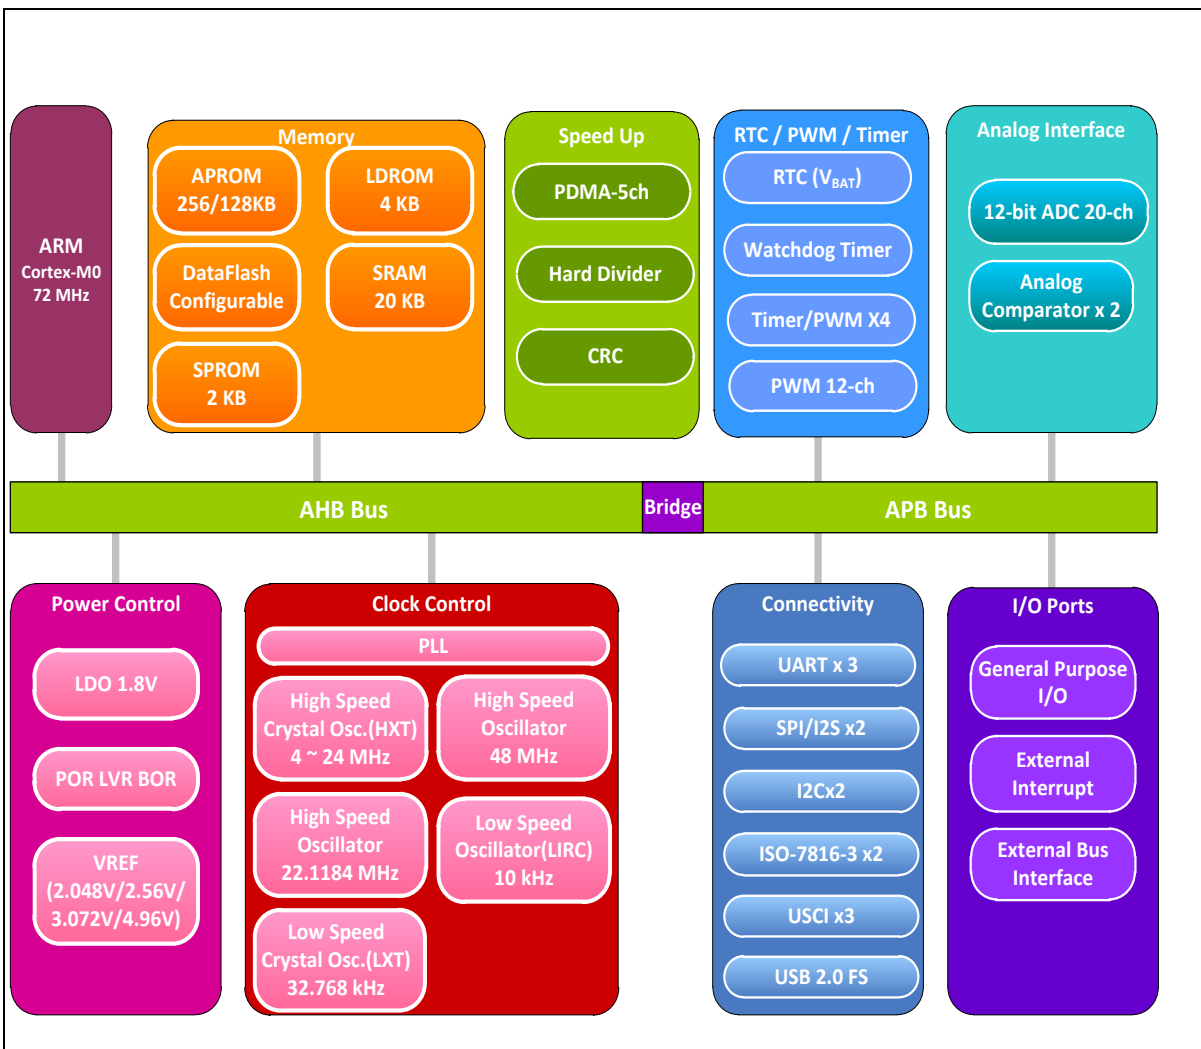 ARM
Cortex-M0
72 MHz
Memory
APROM
256/128KB
LDROM
4 KB
DataFlash
Configurable
SRAM
20 KB
SPROM
2 KB
Speed Up
PDMA-5ch
Hard Divider
CRC
RTC / PWM / Timer
RTC (VBAT)
Watchdog Timer
Timer/PWM X4
PWM 12-ch
Analog Interface
12-bit ADC 20-ch
Analog
Comparator x 2
AHB Bus
Bridge
APB Bus
Power Control
LDO 1.8V
POR LVR BOR
VREF
(2.048V/2.56V/
3.072V/4.96V)
Clock Control
PLL
High Speed
Crystal Osc.(HXT)
4 ~ 24 MHz
High Speed
Oscillator
48 MHz
High Speed
Oscillator
22.1184 MHz
Low Speed
Oscillator(LIRC)
10 kHz
Low Speed
Crystal Osc.(LXT)
32.768 kHz
Connectivity
UART x 3
SPI/I2S x2
I2Cx2
ISO-7816-3 x2
USCI x3
USB 2.0 FS
I/O Ports
General Purpose
I/O
External
Interrupt
External Bus
Interface